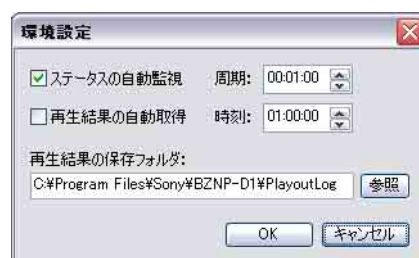 環境設定
ステータスの自動監視 周期: 00:01:00
再生結果の自動取得 時刻: 01:00:00
再生結果の保存フォルダ:
C:¥Program Files¥Sony¥BZNP-D1¥PlayoutLog 参照
OK キャンセル